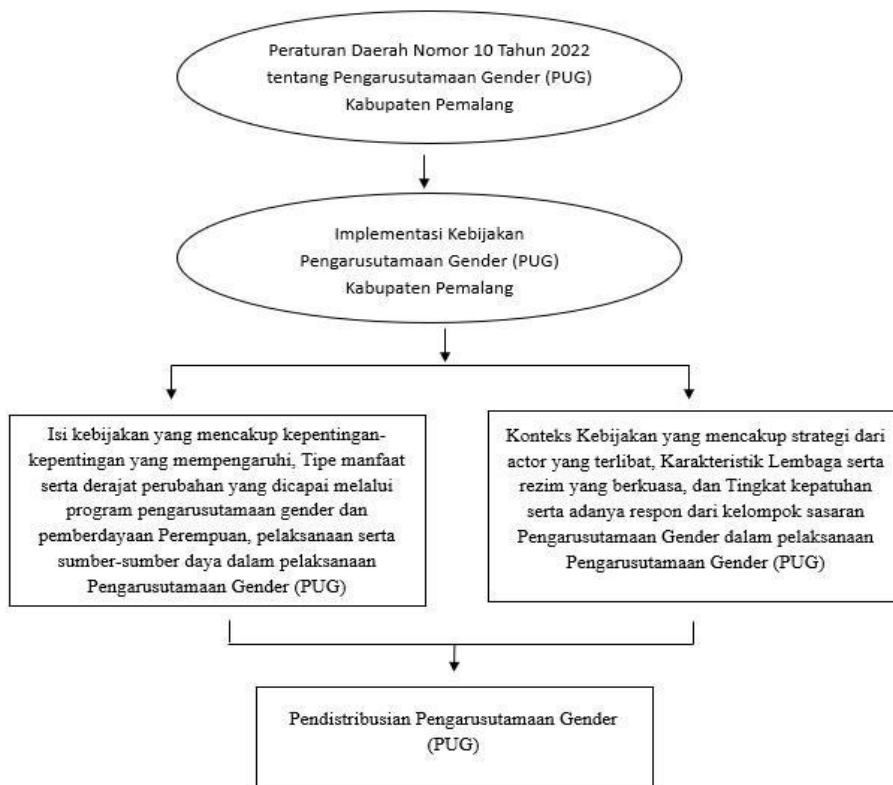 Peraturan Daerah Nomor 10 Tahun 2022
tentang Pengarusutamaan Gender (PUG)
Kabupaten Pemalang
Implementasi Kebijakan
Pengarusutamaan Gender (PUG)
Kabupaten Pemalang
Isi kebijakan yang mencakup kepentingan-
kepentingan yang mempengaruhi, Tipe manfaat
serta derajat perubahan yang dicapai melalui
program pengarusutamaan gender dan
pemberdayaan Perempuan, pelaksanaan serta
sumber-sumber daya dalam pelaksanaan
Pengarusutamaan Gender (PUG)
Konteks Kebijakan yang mencakup strategi dari
actor yang terlibat, Karakteristik Lembaga serta
rezim yang berkuasa, dan Tingkat kepatuhan
serta adanya respon dari kelompok sasaran
Pengarusutamaan Gender dalam pelaksanaan
Pengarusutamaan Gender (PUG)
Pendistribusian Pengarusutamaan Gender
(PUG)